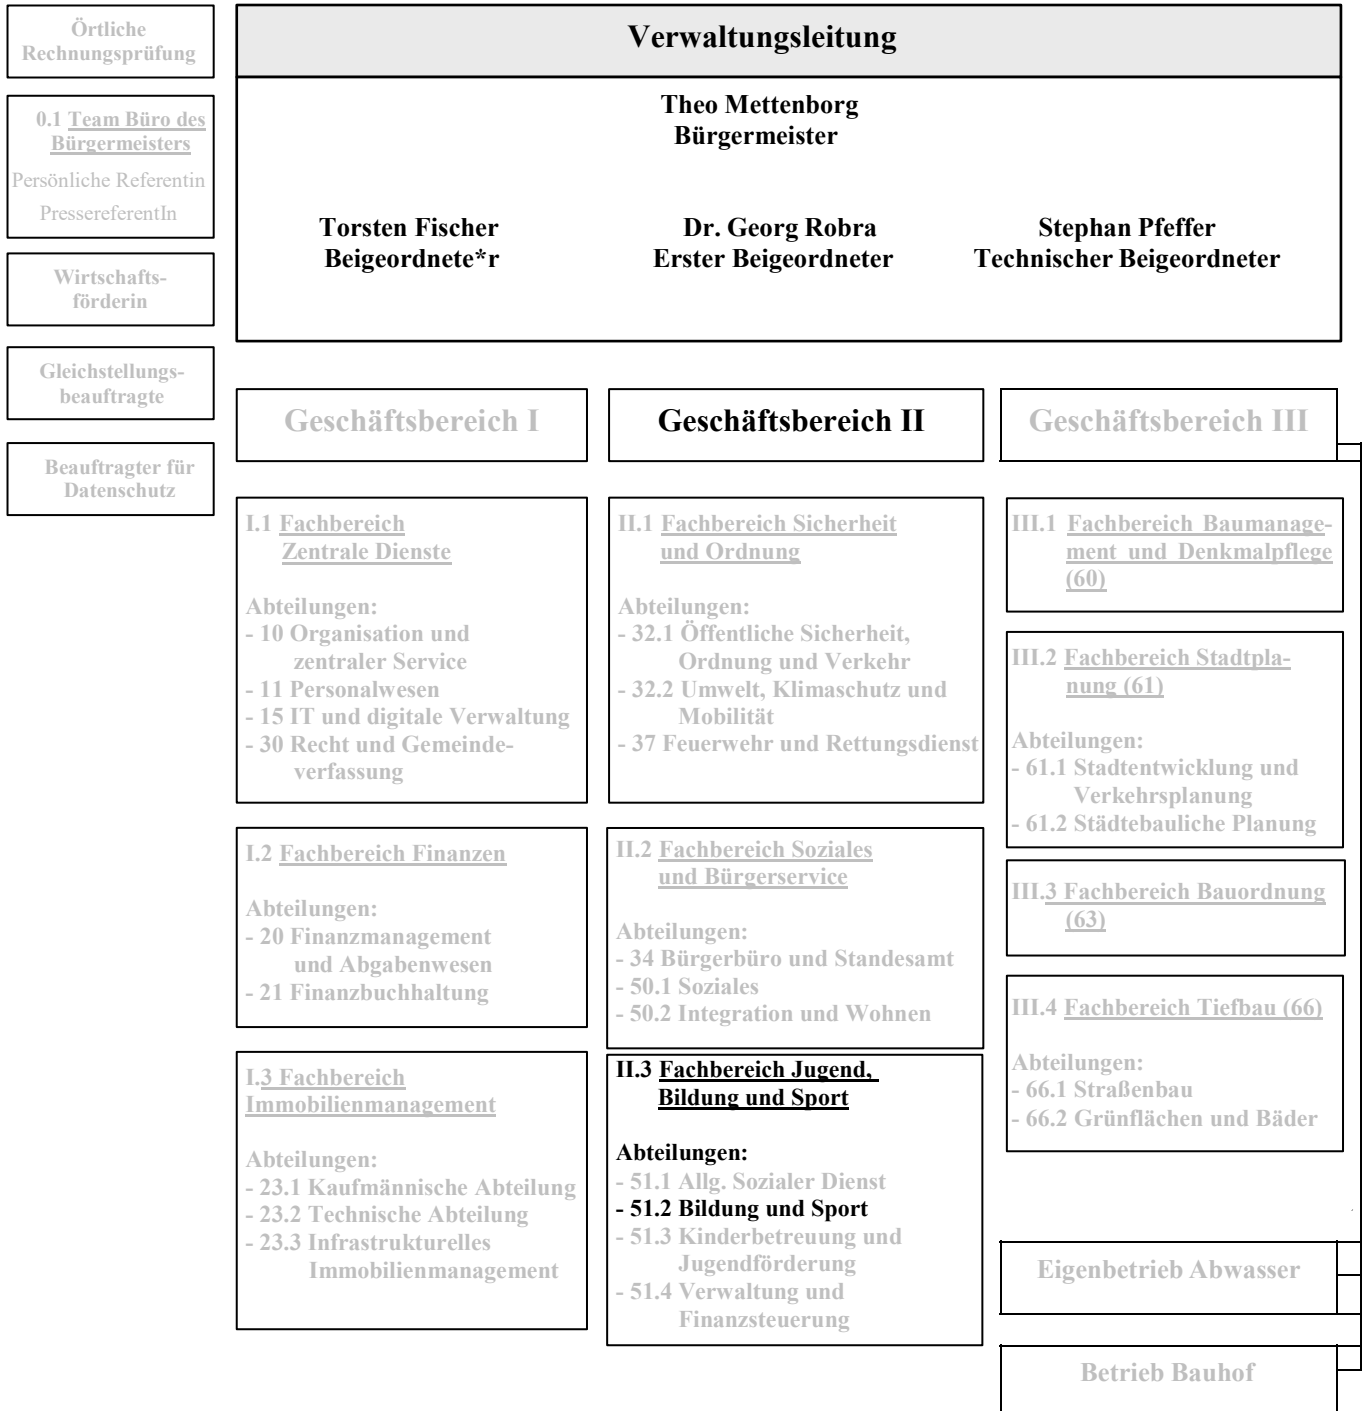 Örtliche
Rechnungsprüfung
0.1 Team Büro des
Bürgermeisters
Persönliche Referentin
PressereferentIn
Wirtschafts-
förderin
Gleichstellungs-
beauftragte
Beauftragter für
Datenschutz
Verwaltungsleitung
Theo Mettenborg
Bürgermeister
Torsten Fischer
Beigeordnete*r
Dr. Georg Robra
Erster Beigeordneter
Stephan Pfeffer
Technischer Beigeordneter
Geschäftsbereich I
I.1 Fachbereich
Zentrale Dienste
Abteilungen:
- 10 Organisation und
zentraler Service
- 11 Personalwesen
- 15 IT und digitale Verwaltung
- 30 Recht und Gemeinde-
verfassung
I.2 Fachbereich Finanzen
Abteilungen:
- 20 Finanzmanagement
und Abgabenwesen
- 21 Finanzbuchhaltung
I.3 Fachbereich
Immobilienmanagement
Abteilungen:
- 23.1 Kaufmännische Abteilung
- 23.2 Technische Abteilung
- 23.3 Infrastrukturelles
Immobilienmanagement
Geschäftsbereich II
II.1 Fachbereich Sicherheit
und Ordnung
Abteilungen:
- 32.1 Öffentliche Sicherheit,
Ordnung und Verkehr
- 32.2 Umwelt, Klimaschutz und
Mobilität
- 37 Feuerwehr und Rettungsdienst
II.2 Fachbereich Soziales
und Bürgerservice
Abteilungen:
- 34 Bürgerbüro und Standesamt
- 50.1 Soziales
- 50.2 Integration und Wohnen
II.3 Fachbereich Jugend,
Bildung und Sport
Abteilungen:
- 51.1 Allg. Sozialer Dienst
- 51.2 Bildung und Sport
- 51.3 Kinderbetreuung und
Jugendförderung
- 51.4 Verwaltung und
Finanzsteuerung
Geschäftsbereich III
III.1 Fachbereich Baumanage-
ment und Denkmalpflege
(60)
III.2 Fachbereich Stadtpla-
nung (61)
Abteilungen:
- 61.1 Stadtentwicklung und
Verkehrsplanung
- 61.2 Städtebauliche Planung
III.3 Fachbereich Bauordnung
(63)
III.4 Fachbereich Tiefbau (66)
Abteilungen:
- 66.1 Straßenbau
- 66.2 Grünflächen und Bäder
Eigenbetrieb Abwasser
Betrieb Bauhof